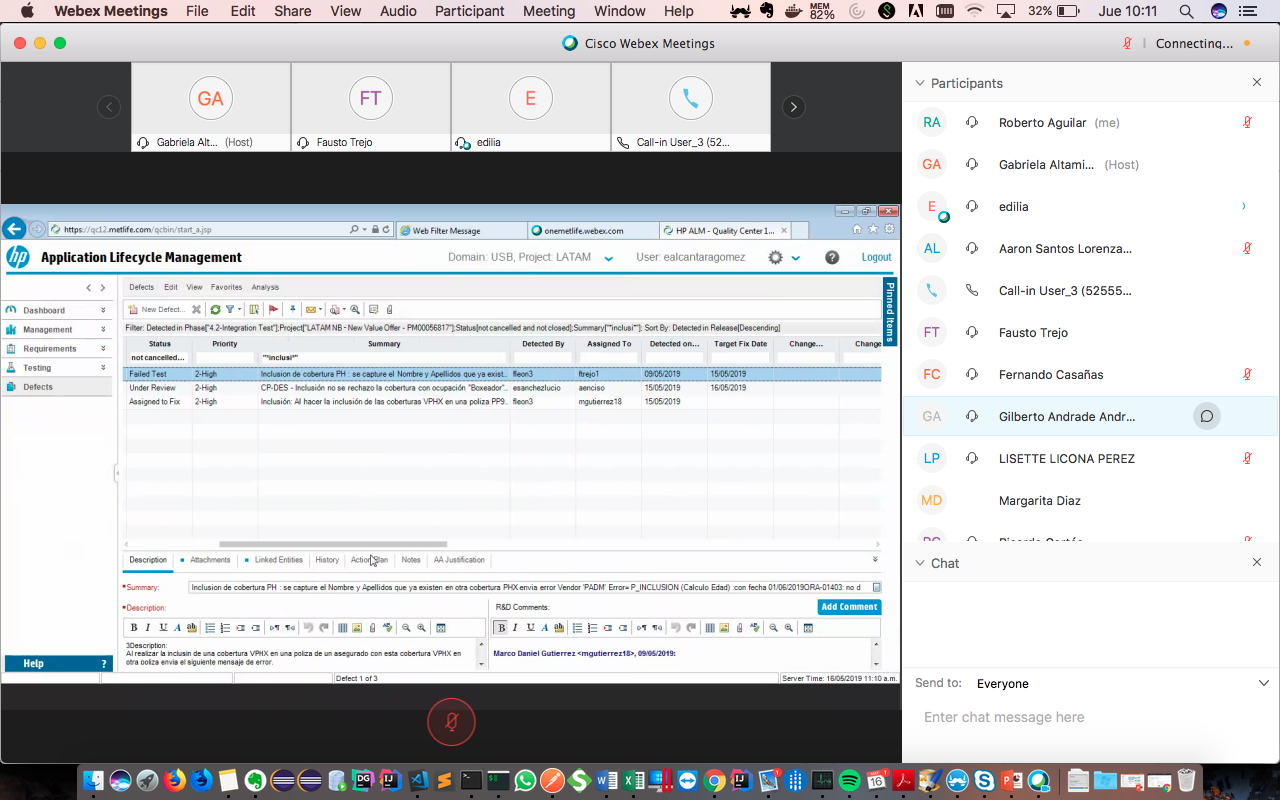 Webex Meetings File Edit Share View Audio Participant Meeting Window Help MEM 82% 32% Jue 10:11
Cisco Webex Meetings Connecting...
GA FT E
Gabriela Alt... (Host) Fausto Trejo edilia Call-in User_3 (52...
https://qc12.metlife.com/qcbin/start_a.jsp Web Filter Message onemetlife.webex.com HP ALM - Quality Center 1...
hp Application Lifecycle Management Domain: USB, Project: LATAM User: ealcantaragomez ? Logout
Pinned Items
Dashboard
Management
Requirements
Testing
Defects
Help ?
Defects Edit View Favorites Analysis
New Defect...
Filter: Detected in Phase["4.2-Integration Test"];Project["LATAM NB - New Value Offer - PM00056817"];Status[not cancelled and not closed];Summary["*inclusi*"]; Sort By: Detected in Release[Descending]
Status Priority Summary Detected By Assigned To Detected on... Target Fix Date Change... Change
not cancelled... "*inclusi*"
Failed Test 2-High Inclusion de cobertura PH : se capture el Nombre y Apellidos que ya exist.. fleon3 ftrejo1 09/05/2019 15/05/2019
Under Review 2-High CP-DES - Inclusión no se rechazo la cobertura con ocupación "Boxeador".. esanchezlucio aenciso 15/05/2019 16/05/2019
Assigned to Fix 2-High Inclusión: Al hacer la inclusión de las coberturas VPHX en una poliza PP9.. fleon3 mgutierrez18 15/05/2019
Description Attachments Linked Entities History Action Plan Notes AA Justification
*Summary: Inclusion de cobertura PH : se capture el Nombre y Apellidos que ya existen en otra cobertura PHX envia error Vendor 'PADM' Error= P_INCLUSION (Calculo Edad) :con fecha 01/06/2019ORA-01403: no d
*Description: R&D Comments: Add Comment
B I U A ab B I U A ab
3Description:
Al realizar la inclusin de una cobertura VPHX en una poliza de un asegurado con esta cobertura VPHX en
otra poliza envia el siguiente mensaje de error.
Marco Daniel Gutierrez <mgutierrez18>, 09/05/2019:
Defect 1 of 3 Server Time: 16/05/2019 11:10 a.m.
Participants
RA Roberto Aguilar (me)
GA Gabriela Altami... (Host)
E edilia
AL Aaron Santos Lorenza...
Call-in User_3 (52555...
FT Fausto Trejo
FC Fernando Casañas
GA Gilberto Andrade Andr...
LP LISETTE LICONA PEREZ
MD Margarita Diaz
Chat
Send to: Everyone
Enter chat message here